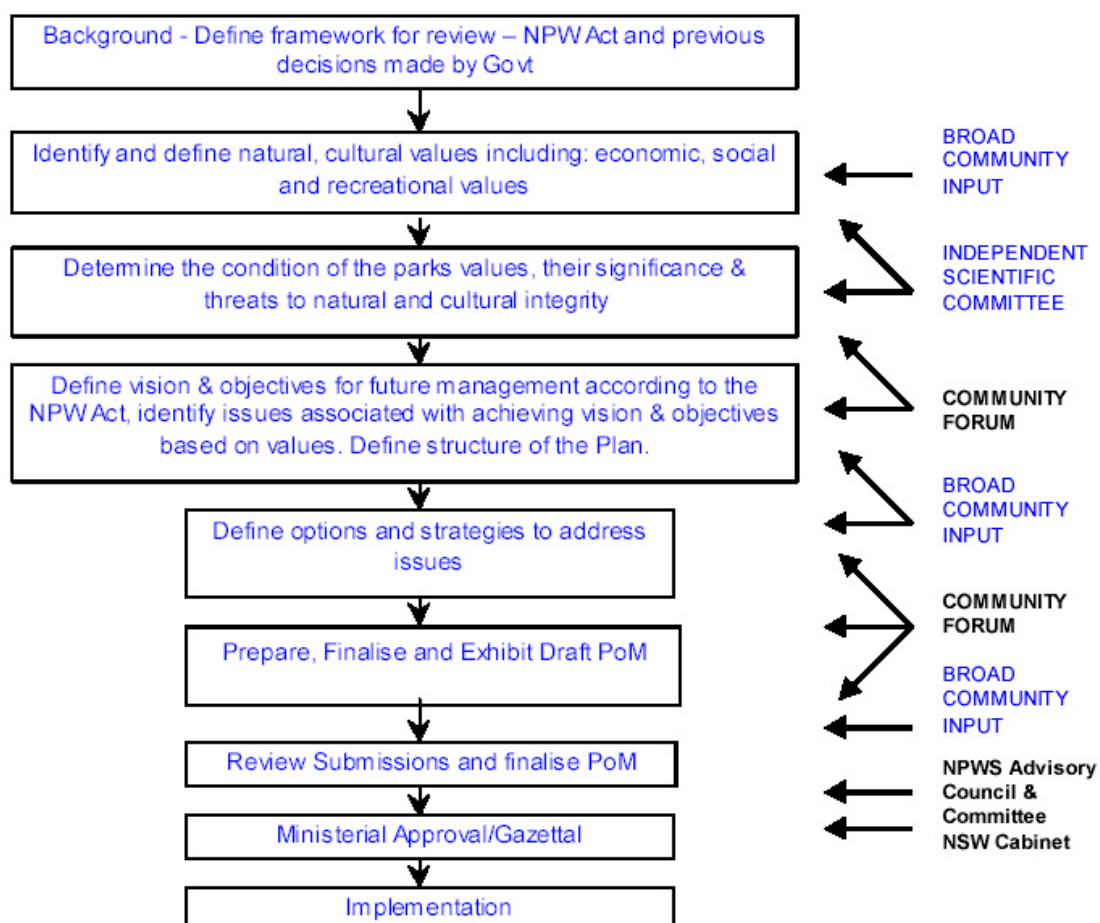 Background - Define framework for review – NPW Act and previous
decisions made by Govt
Identify and define natural, cultural values including: economic, social
and recreational values
BROAD
COMMUNITY
INPUT
Determine the condition of the parks values, their significance &
threats to natural and cultural integrity
INDEPENDENT
SCIENTIFIC
COMMITTEE
Define vision & objectives for future management according to the
NPW Act, identify issues associated with achieving vision & objectives
based on values. Define structure of the Plan.
COMMUNITY
FORUM
Define options and strategies to address
issues
BROAD
COMMUNITY
INPUT
Prepare, Finalise and Exhibit Draft PoM
COMMUNITY
FORUM
BROAD
COMMUNITY
INPUT
Review Submissions and finalise PoM
NPWS Advisory
Council &
Committee
NSW Cabinet
Ministerial Approval/Gazettal
Implementation